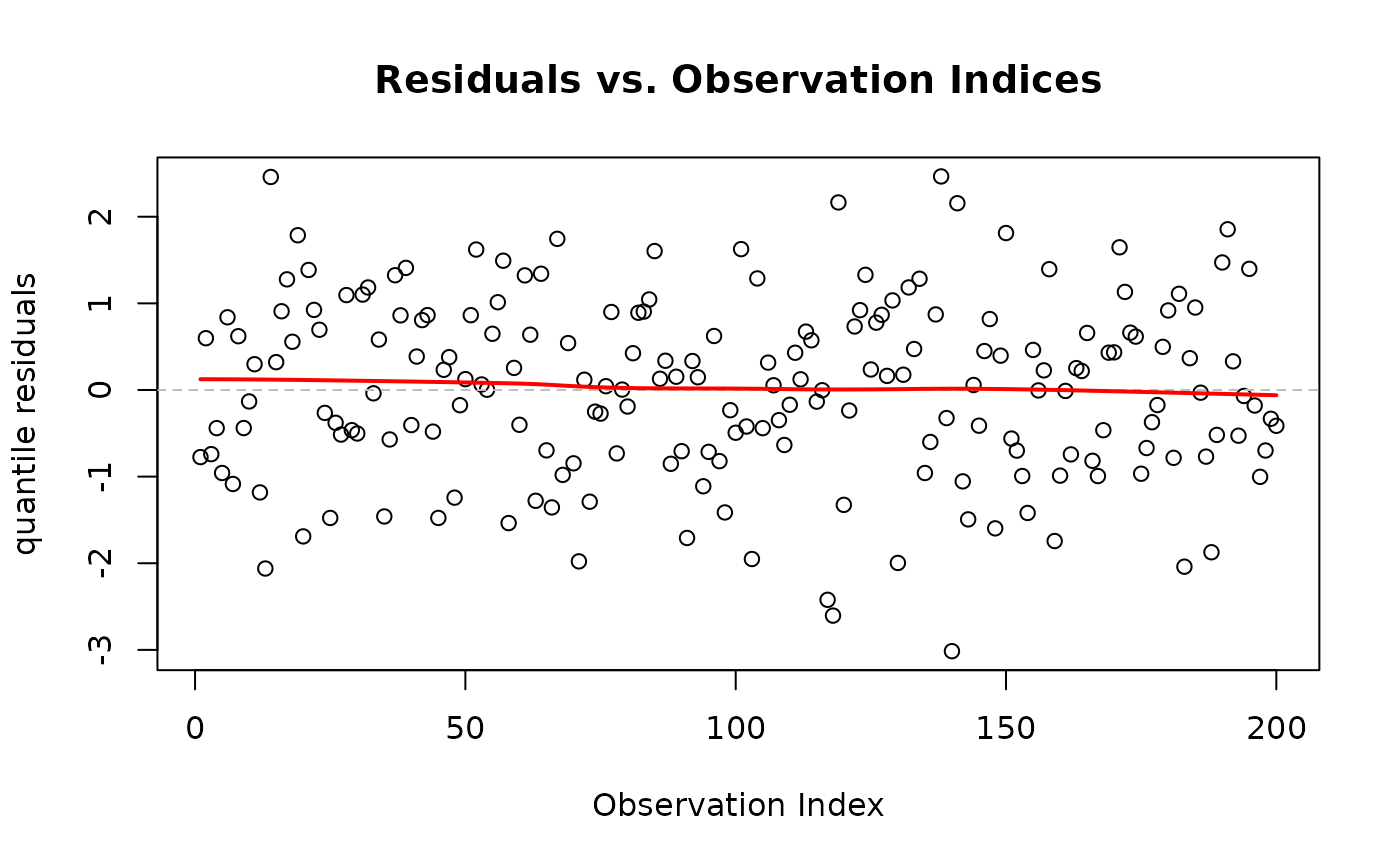 Residuals vs. Observation Indices
quantile residuals
2
1
0
-1
-2
-3
0 50 100 150 200
Observation Index